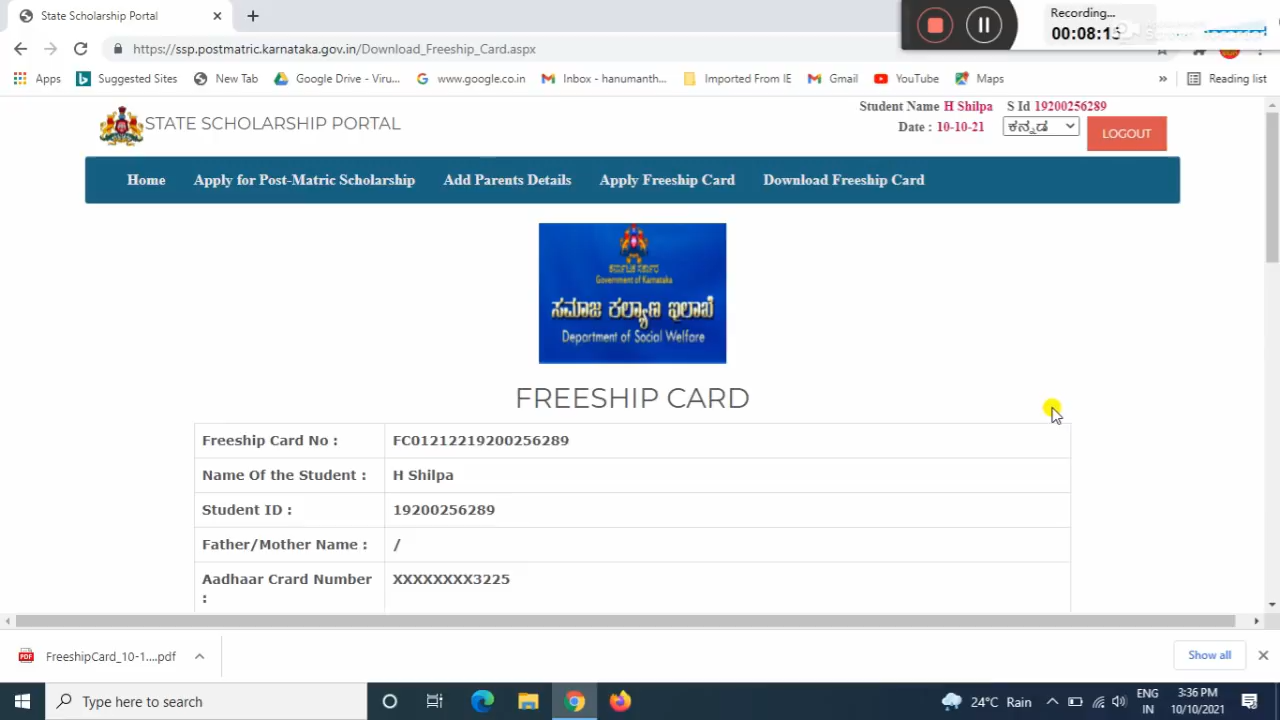 State Scholarship Portal
Recording...
00:08:15
https://ssp.postmatric.karnataka.gov.in/Download_Freeship_Card.aspx
Apps
Suggested Sites
New Tab
Google Drive - Viru...
www.google.co.in
Inbox - hanumanth...
Imported From IE
Gmail
YouTube
Maps
»
Reading list
STATE SCHOLARSHIP PORTAL
Student Name H Shilpa S Id 19200256289
Date : 10-10-21
ಕನ್ನಡ
LOGOUT
Home
Apply for Post-Matric Scholarship
Add Parents Details
Apply Freeship Card
Download Freeship Card
ಕರ್ನಾಟಕ ಸರ್ಕಾರ
Government of Karnataka
ಸಮಾಜ ಕಲ್ಯಾಣ ಇಲಾಖೆ
Department of Social Welfare
FREESHIP CARD
Freeship Card No : FC01212219200256289
Name Of the Student : H Shilpa
Student ID : 19200256289
Father/Mother Name : /
Aadhaar Crard Number : XXXXXXXX3225
FreeshipCard_10-1....pdf
Show all
Type here to search
24°C Rain
ENG
IN
3:36 PM
10/10/2021